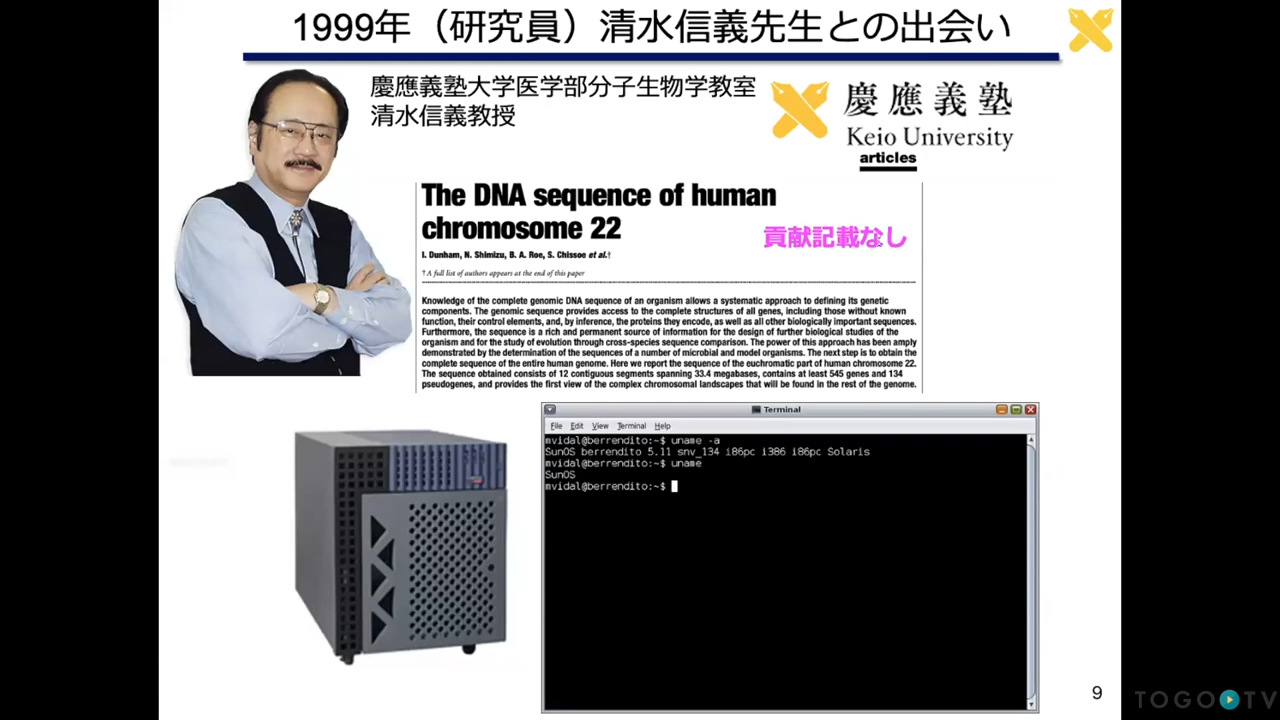 1999年（研究員）清水信義先生との出会い
慶應義塾大学医学部分子生物学教室
清水信義教授
慶應義塾
Keio University
articles
The DNA sequence of human
chromosome 22
貢献記載なし
I. Dunham, N. Shimizu, B. A. Roe, S. Chissoe et al.†
† A full list of authors appears at the end of this paper
Knowledge of the complete genomic DNA sequence of an organism allows a systematic approach to defining its genetic
components. The genomic sequence provides access to the complete structures of all genes, including those without known
function, their control elements, and, by inference, the proteins they encode, as well as all other biologically important sequences.
Furthermore, the sequence is a rich and permanent source of information for the design of further biological studies of the
organism and for the study of evolution through cross-species sequence comparison. The power of this approach has been amply
demonstrated by the determination of the sequences of a number of microbial and model organisms. The next step is to obtain the
complete sequence of the entire human genome. Here we report the sequence of the euchromatic part of human chromosome 22.
The sequence obtained consists of 12 contiguous segments spanning 33.4 megabases, contains at least 545 genes and 134
pseudogenes, and provides the first view of the complex chromosomal landscapes that will be found in the rest of the genome.
Terminal
File Edit View Terminal Help
mvidal@berrendito:~$ uname -a
SunOS berrendito 5.11 snv_134 i86pc i386 i86pc Solaris
mvidal@berrendito:~$ uname
SunOS
mvidal@berrendito:~$
9
TOGOTV